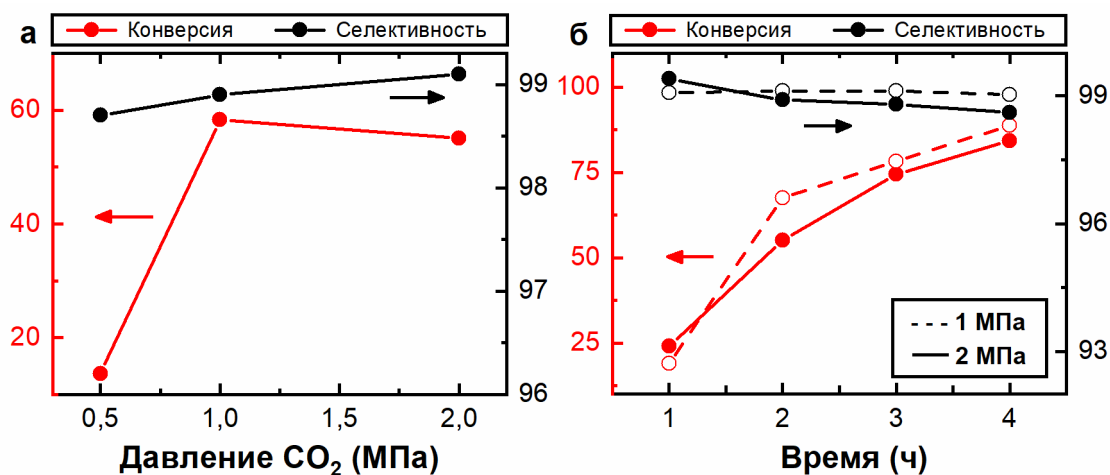 а
Конверсия
Селективность
60
40
20
99
98
97
96
0,5
1,0
1,5
2,0
Давление CO₂ (МПа)
б
Конверсия
Селективность
100
75
50
25
99
96
93
1 МПа
2 МПа
1
2
3
4
Время (ч)